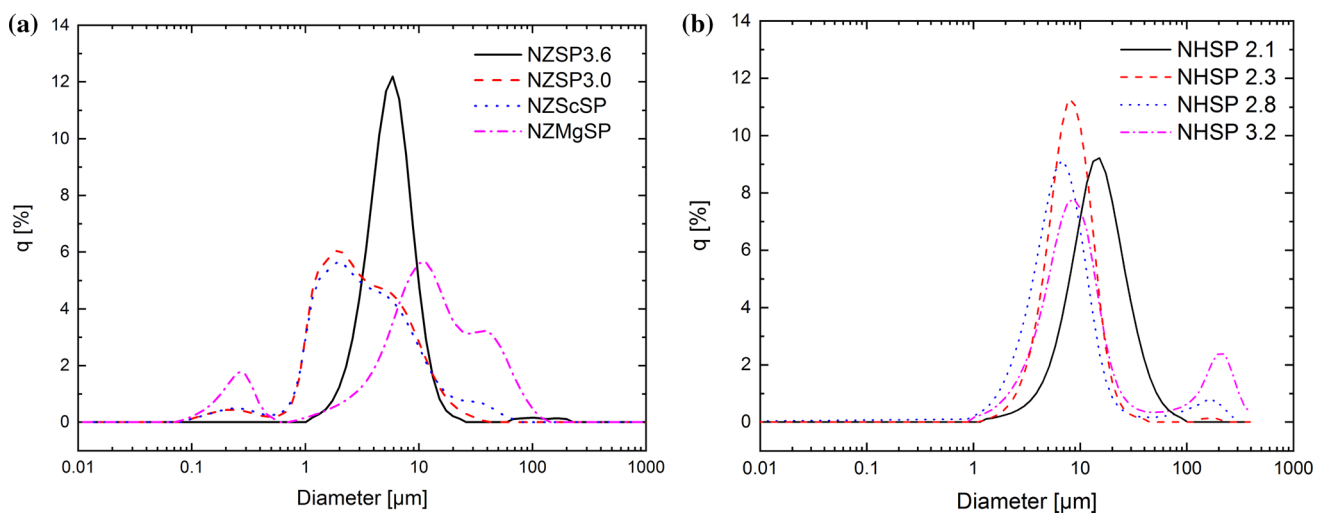 (a)
14
12
10
8
6
4
2
0
q [%]
NZSP3.6
NZSP3.0
NZScSP
NZMgSP
0.01 0.1 1 10 100 1000
Diameter [µm]
(b)
14
12
10
8
6
4
2
0
q [%]
NHSP 2.1
NHSP 2.3
NHSP 2.8
NHSP 3.2
0.01 0.1 1 10 100 1000
Diameter [µm]